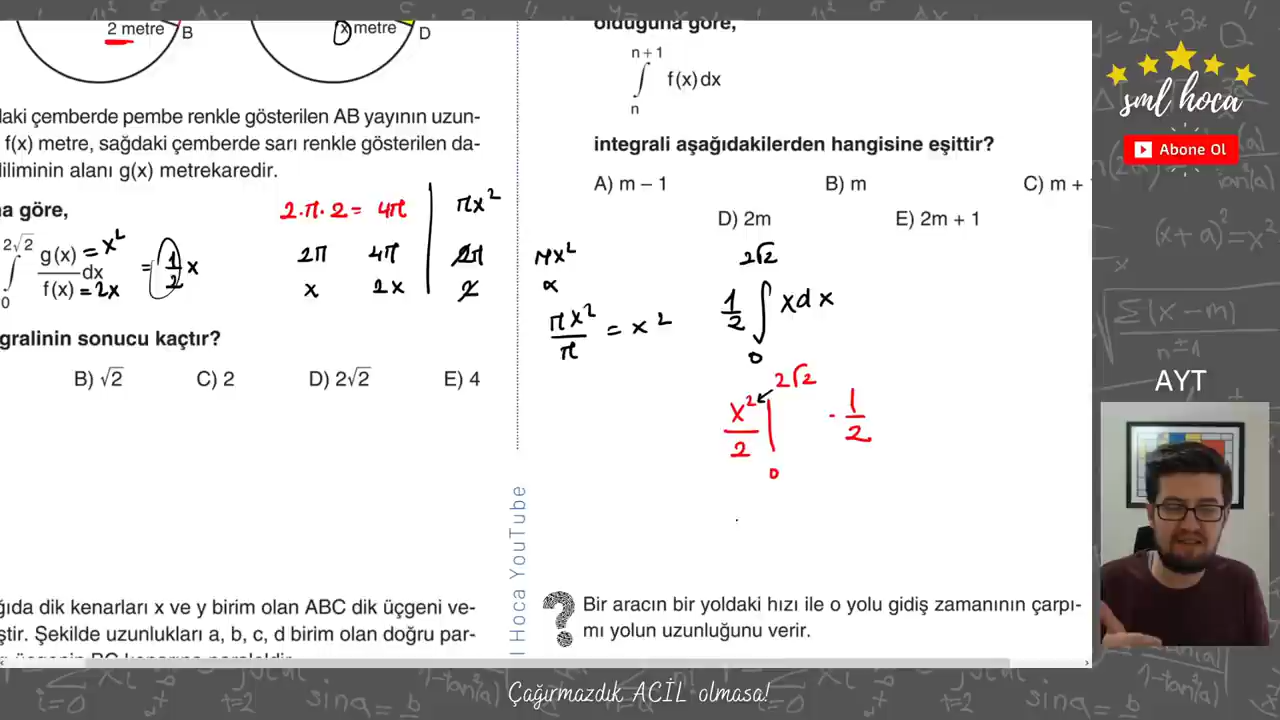 2 metre B
x metre D
daki çemberde pembe renkle gösterilen AB yayının uzun-
f(x) metre, sağdaki çemberde sarı renkle gösterilen da-
diliminin alanı g(x) metrekaredir.
na göre,
2√2
∫ g(x) = x²
f(x) = 2x
dx
0
= 1/2 x
gralinin sonucu kaçtır?
B) √2 C) 2 D) 2√2 E) 4
2.π.2 = 4π
2π 4π
x 2x
πx²
2π
2
πx²
α
πx²/π = x²
ğıda dik kenarları x ve y birim olan ABC dik üçgeni ve-
ştir. Şekilde uzunlukları a, b, c, d birim olan doğru par-
l Hoca YouTube
olduğuna göre,
n + 1
∫ f(x) dx
n
integrali aşağıdakilerden hangisine eşittir?
A) m – 1 B) m C) m +
D) 2m E) 2m + 1
2√2
1/2 ∫ x dx
0
x²/2 | 2√2
0
. 1/2
?
Bir aracın bir yoldaki hızı ile o yolu gidiş zamanının çarpı-
mı yolun uzunluğunu verir.
sml hoca
Abone Ol
AYT
Çağırmazdık ACİL olmasa!